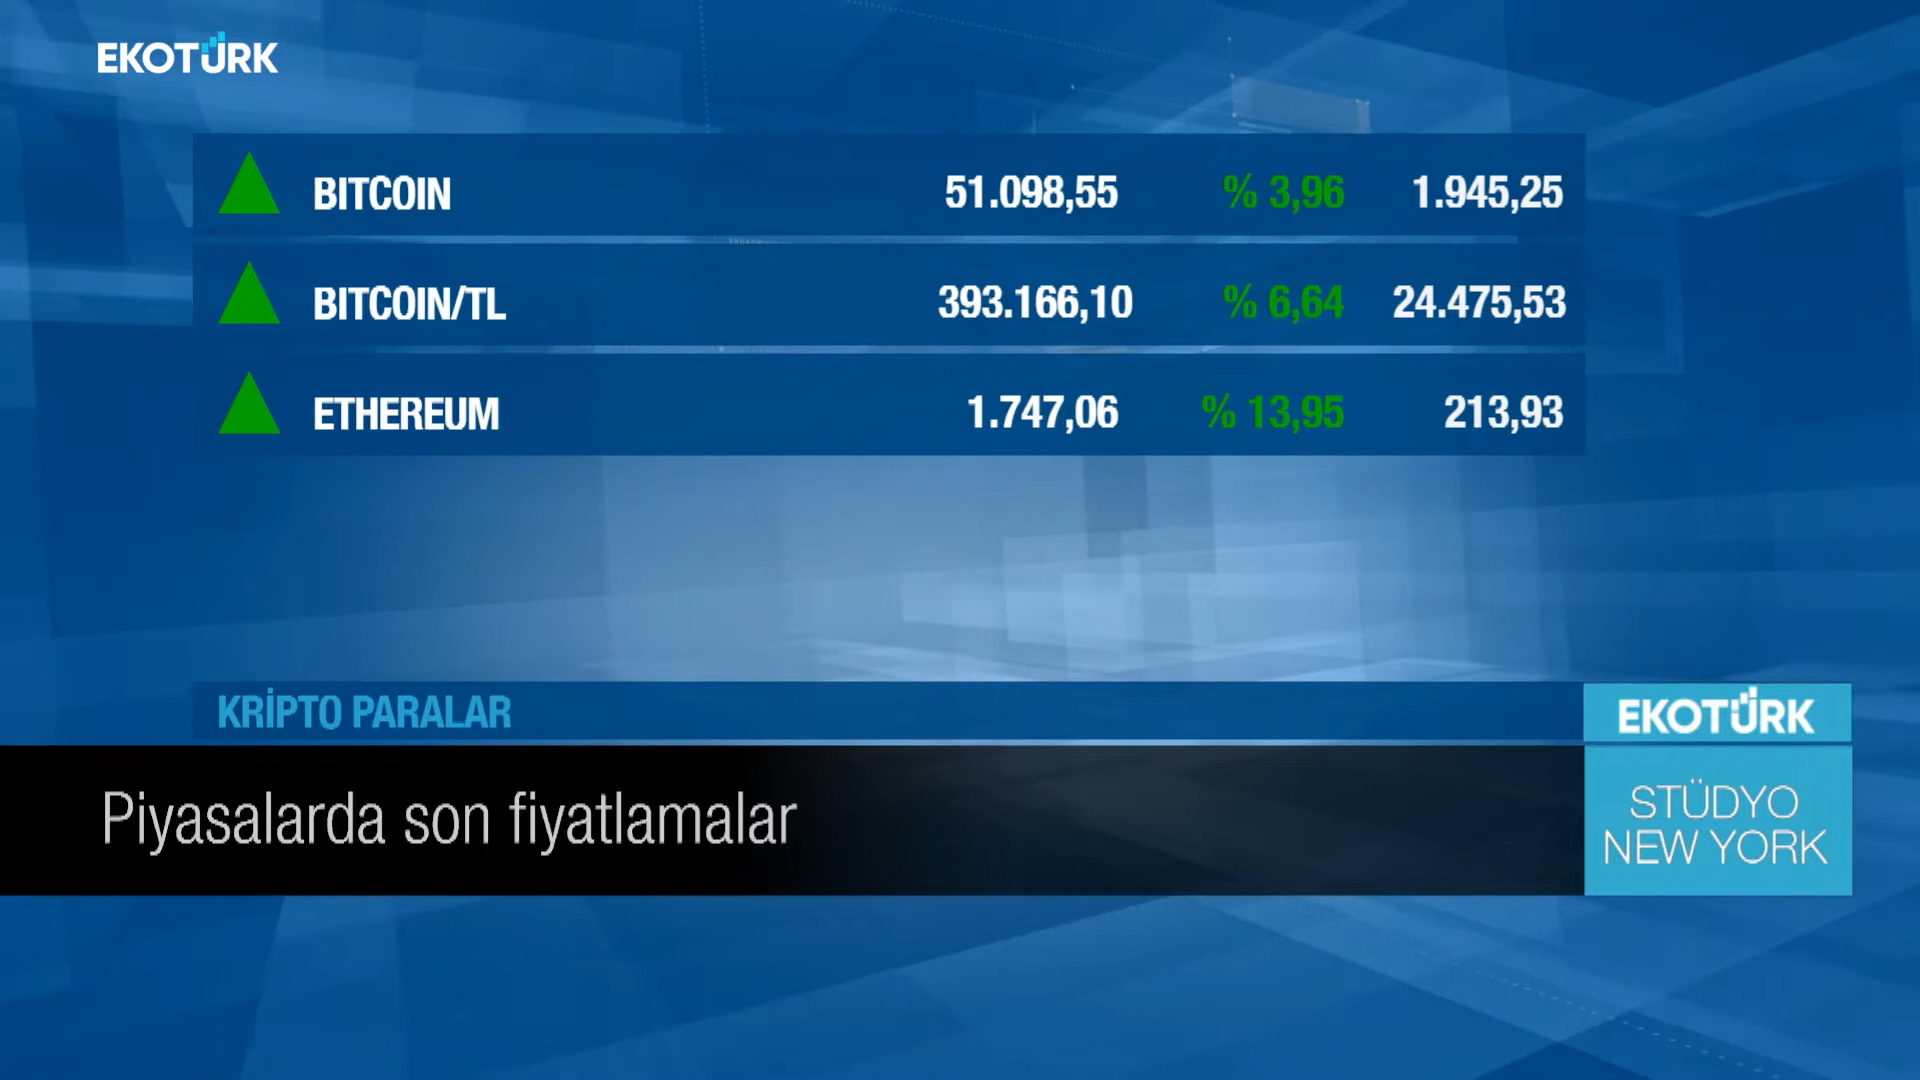 EKOTÜRK
BITCOIN 51.098,55 % 3,96 1.945,25
BITCOIN/TL 393.166,10 % 6,64 24.475,53
ETHEREUM 1.747,06 % 13,95 213,93
KRİPTO PARALAR
EKOTÜRK
Piyasalarda son fiyatlamalar
STÜDYO
NEW YORK